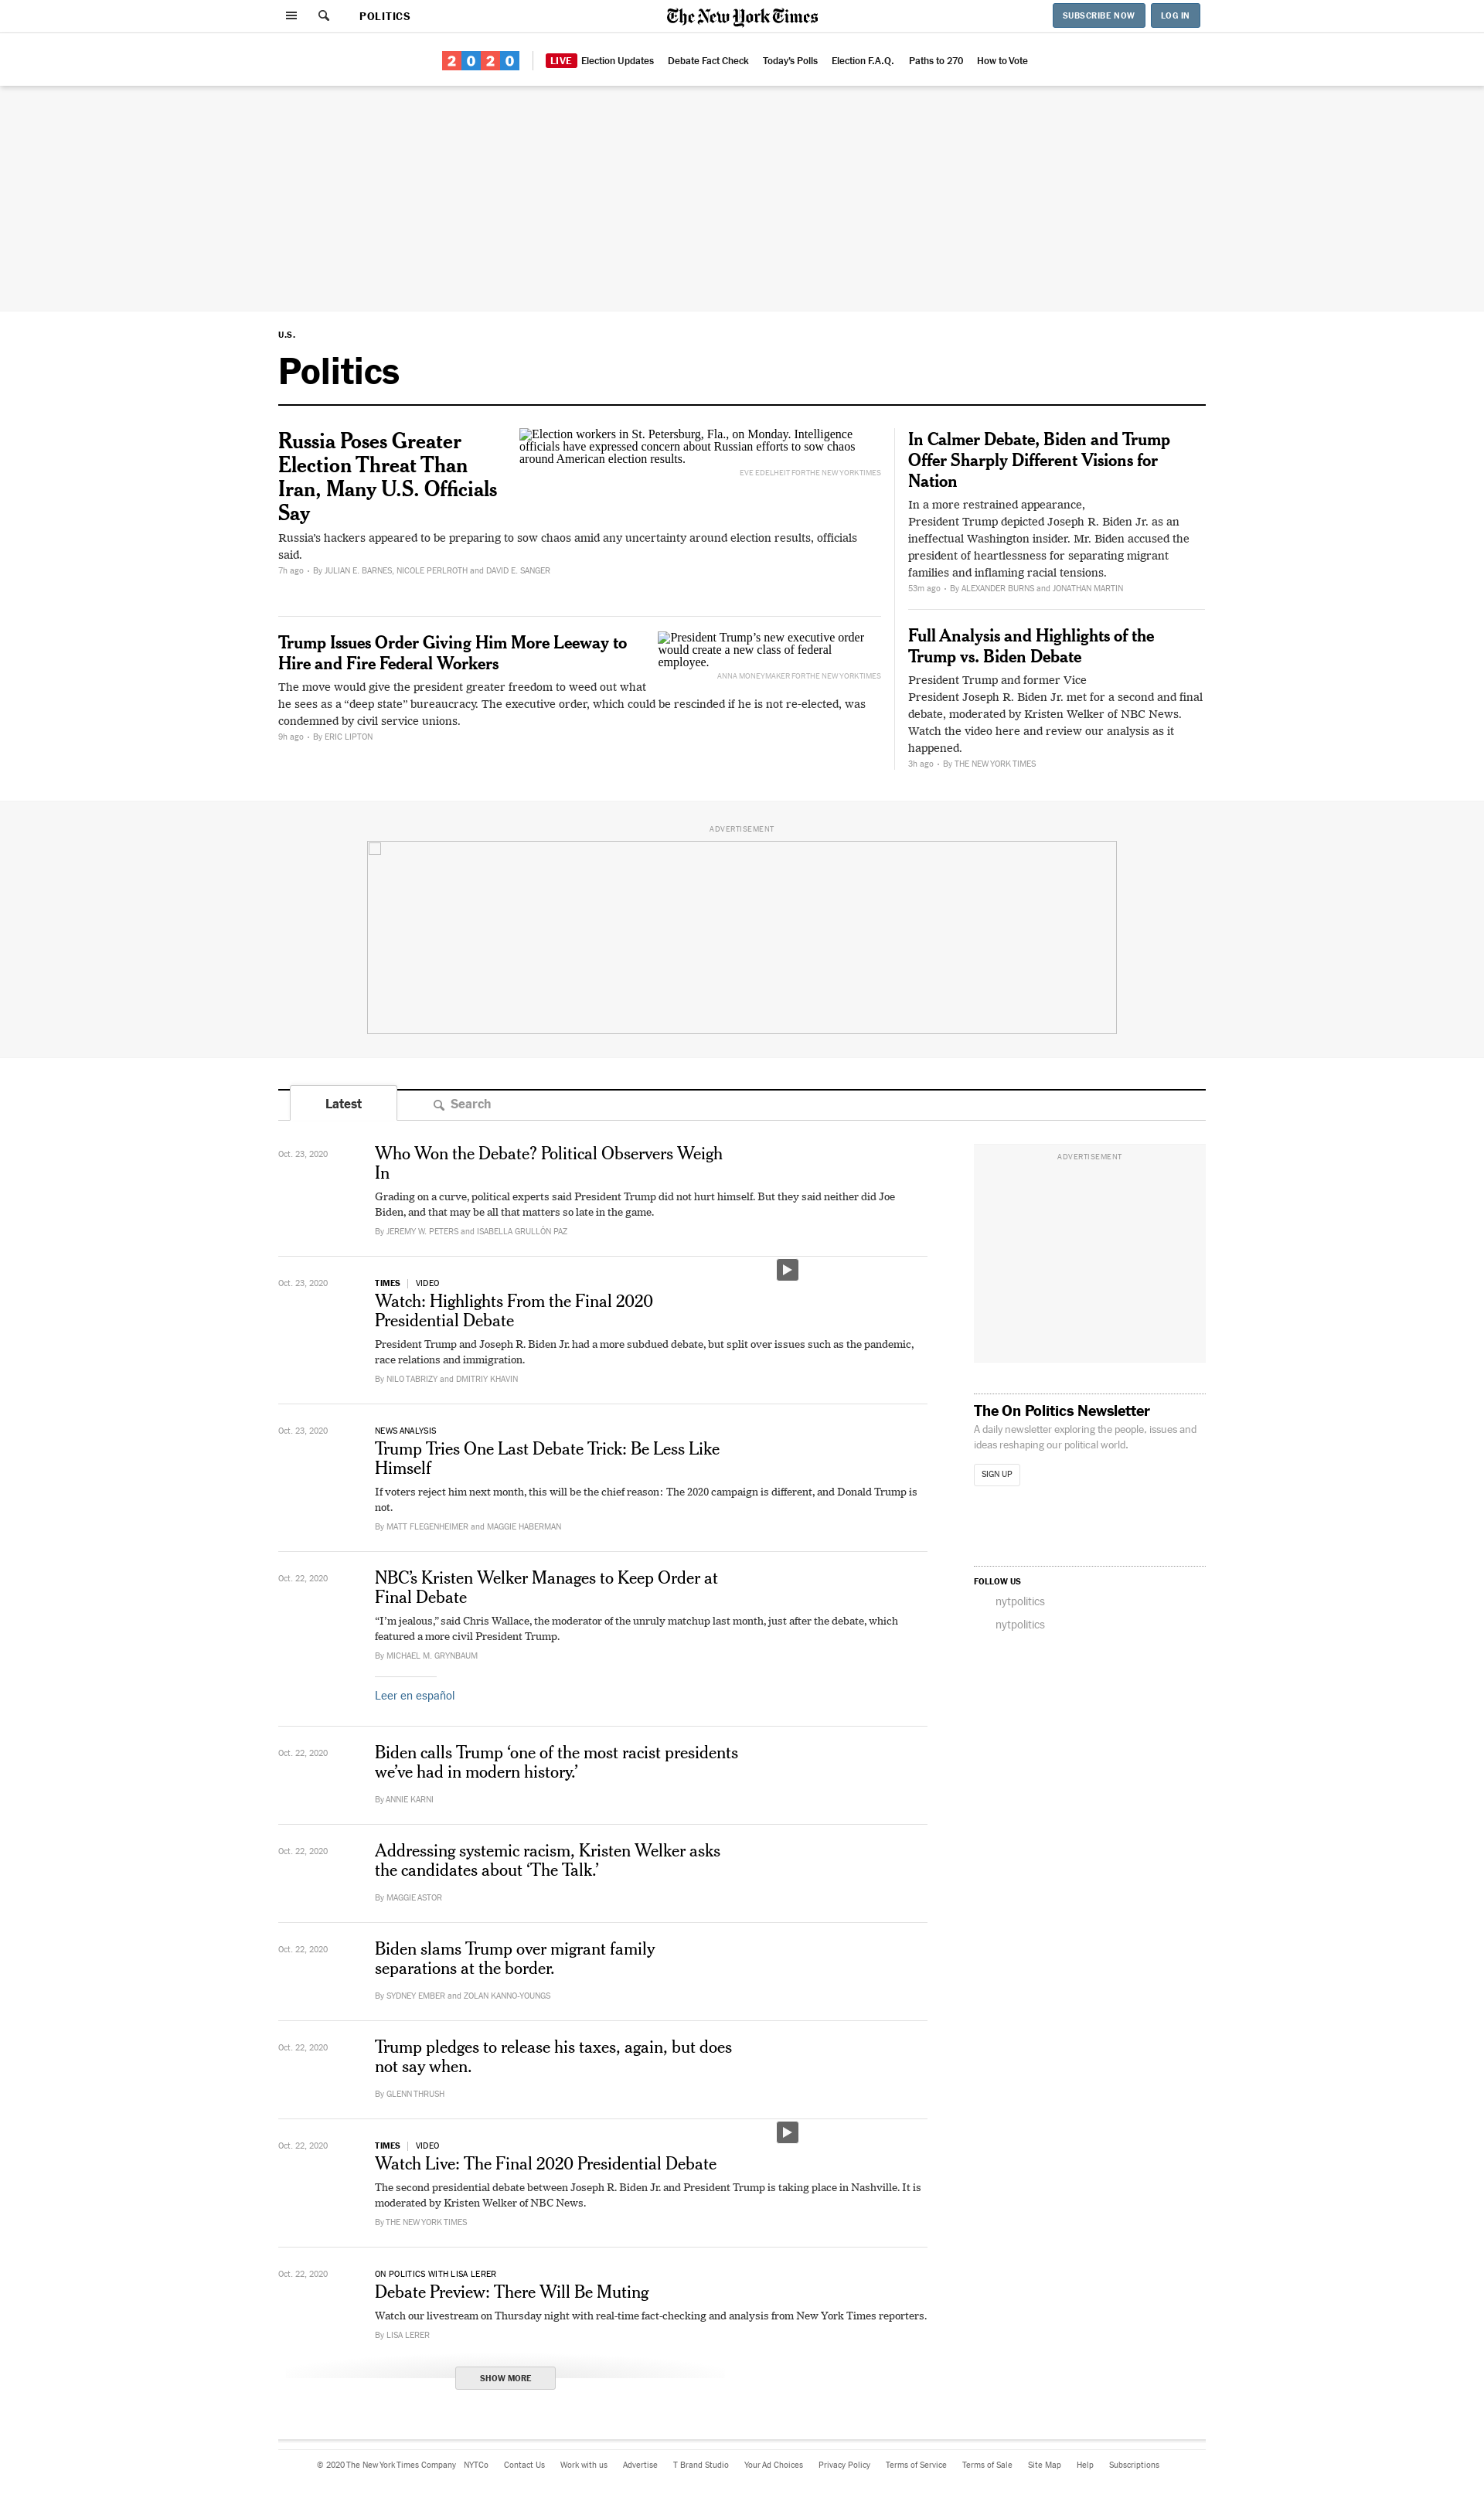 POLITICS
The New York Times
SUBSCRIBE NOW
LOG IN
2020
LIVE Election Updates
Debate Fact Check
Today's Polls
Election F.A.Q.
Paths to 270
How to Vote
U.S.
Politics
Russia Poses Greater
Election Threat Than
Iran, Many U.S. Officials
Say
Election workers in St. Petersburg, Fla., on Monday. Intelligence
officials have expressed concern about Russian efforts to sow chaos
around American election results.
EVE EDELHEIT FOR THE NEW YORK TIMES
Russia's hackers appeared to be preparing to sow chaos amid any uncertainty around election results, officials
said.
7h ago • By JULIAN E. BARNES, NICOLE PERLROTH and DAVID E. SANGER
Trump Issues Order Giving Him More Leeway to
Hire and Fire Federal Workers
President Trump’s new executive order
would create a new class of federal
employee.
ANNA MONEYMAKER FOR THE NEW YORK TIMES
The move would give the president greater freedom to weed out what
he sees as a “deep state” bureaucracy. The executive order, which could be rescinded if he is not re-elected, was
condemned by civil service unions.
9h ago • By ERIC LIPTON
In Calmer Debate, Biden and Trump
Offer Sharply Different Visions for
Nation
In a more restrained appearance,
President Trump depicted Joseph R. Biden Jr. as an
ineffectual Washington insider. Mr. Biden accused the
president of heartlessness for separating migrant
families and inflaming racial tensions.
53m ago • By ALEXANDER BURNS and JONATHAN MARTIN
Full Analysis and Highlights of the
Trump vs. Biden Debate
President Trump and former Vice
President Joseph R. Biden Jr. met for a second and final
debate, moderated by Kristen Welker of NBC News.
Watch the video here and review our analysis as it
happened.
3h ago • By THE NEW YORK TIMES
ADVERTISEMENT
Latest
Search
Oct. 23, 2020
Who Won the Debate? Political Observers Weigh
In
Grading on a curve, political experts said President Trump did not hurt himself. But they said neither did Joe
Biden, and that may be all that matters so late in the game.
By JEREMY W. PETERS and ISABELLA GRULLÓN PAZ
Oct. 23, 2020
TIMES | VIDEO
Watch: Highlights From the Final 2020
Presidential Debate
President Trump and Joseph R. Biden Jr. had a more subdued debate, but split over issues such as the pandemic,
race relations and immigration.
By NILO TABRIZY and DMITRIY KHAVIN
Oct. 23, 2020
NEWS ANALYSIS
Trump Tries One Last Debate Trick: Be Less Like
Himself
If voters reject him next month, this will be the chief reason: The 2020 campaign is different, and Donald Trump is
not.
By MATT FLEGENHEIMER and MAGGIE HABERMAN
Oct. 22, 2020
NBC’s Kristen Welker Manages to Keep Order at
Final Debate
“I’m jealous,” said Chris Wallace, the moderator of the unruly matchup last month, just after the debate, which
featured a more civil President Trump.
By MICHAEL M. GRYNBAUM
Leer en español
Oct. 22, 2020
Biden calls Trump ‘one of the most racist presidents
we’ve had in modern history.’
By ANNIE KARNI
Oct. 22, 2020
Addressing systemic racism, Kristen Welker asks
the candidates about ‘The Talk.’
By MAGGIE ASTOR
Oct. 22, 2020
Biden slams Trump over migrant family
separations at the border.
By SYDNEY EMBER and ZOLAN KANNO-YOUNGS
Oct. 22, 2020
Trump pledges to release his taxes, again, but does
not say when.
By GLENN THRUSH
Oct. 22, 2020
TIMES | VIDEO
Watch Live: The Final 2020 Presidential Debate
The second presidential debate between Joseph R. Biden Jr. and President Trump is taking place in Nashville. It is
moderated by Kristen Welker of NBC News.
By THE NEW YORK TIMES
Oct. 22, 2020
ON POLITICS WITH LISA LERER
Debate Preview: There Will Be Muting
Watch our livestream on Thursday night with real-time fact-checking and analysis from New York Times reporters.
By LISA LERER
SHOW MORE
ADVERTISEMENT
The On Politics Newsletter
A daily newsletter exploring the people, issues and
ideas reshaping our political world.
SIGN UP
FOLLOW US
nytpolitics
nytpolitics
© 2020 The New York Times Company
NYTCo
Contact Us
Work with us
Advertise
T Brand Studio
Your Ad Choices
Privacy Policy
Terms of Service
Terms of Sale
Site Map
Help
Subscriptions